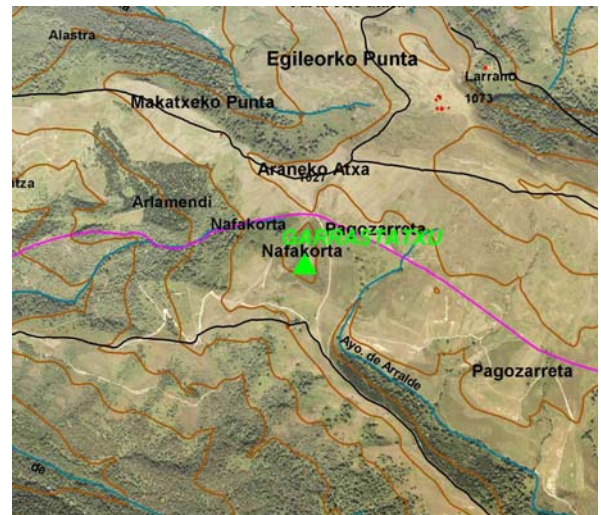 Alastra
Egileorko Punta
Larrano
1073
Makatxeko Punta
Araneko Atxa
1027
Arlamendi
Nafakorta
Pagozarreta
GARRASTATXU
Nafakorta
Ayo. de Arralde
Pagozarreta
de